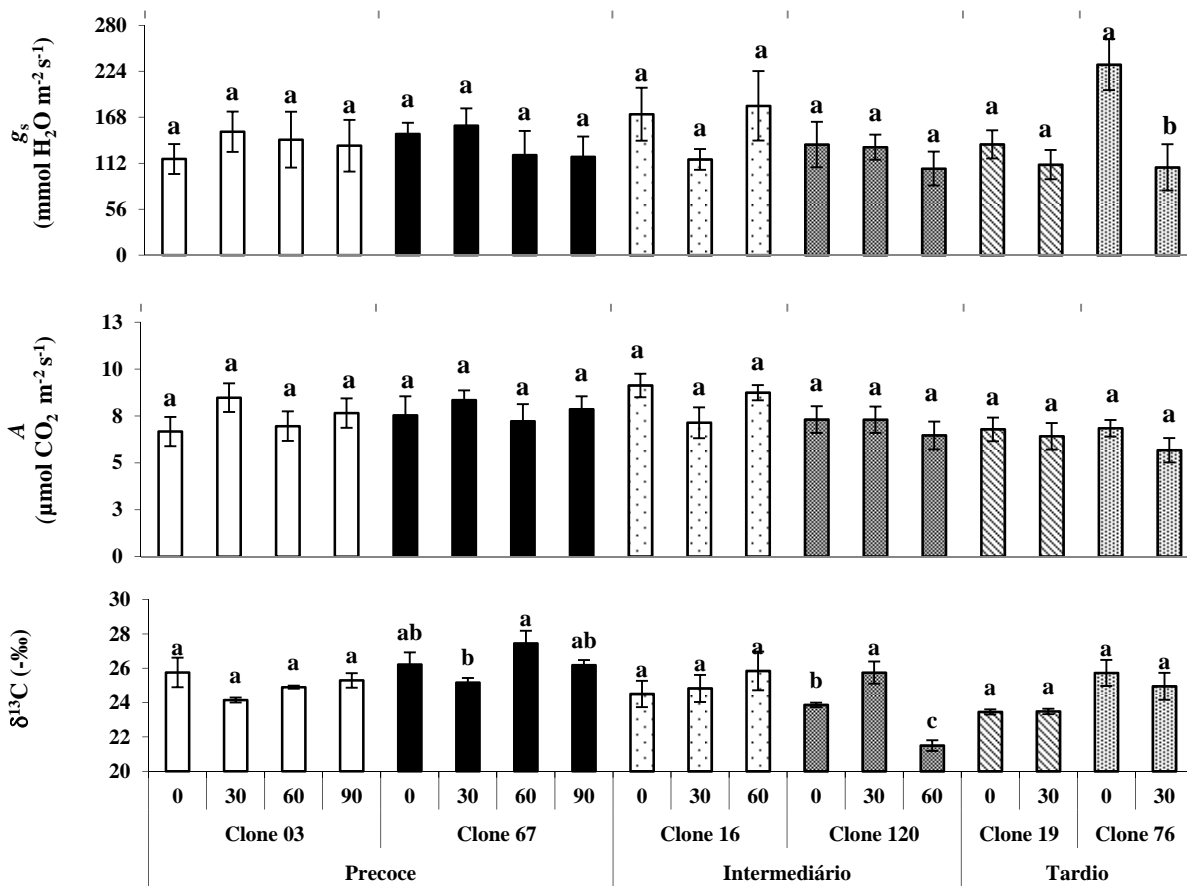 280
224
168
112
56
0
gs
(mmol H₂O m⁻² s⁻¹)
a a a a a a a a a a a a a a a a a b
13
10
8
5
3
0
A
(µmol CO₂ m⁻² s⁻¹)
a a a a a a a a a a a a a a a a a a
30
28
26
24
22
20
δ¹³C (-‰)
a a a a ab b a ab a a a b a c a a a a
0 30 60 90 0 30 60 90 0 30 60 0 30 60 0 30 0 30
Clone 03 Clone 67 Clone 16 Clone 120 Clone 19 Clone 76
Precoce Intermediário Tardio